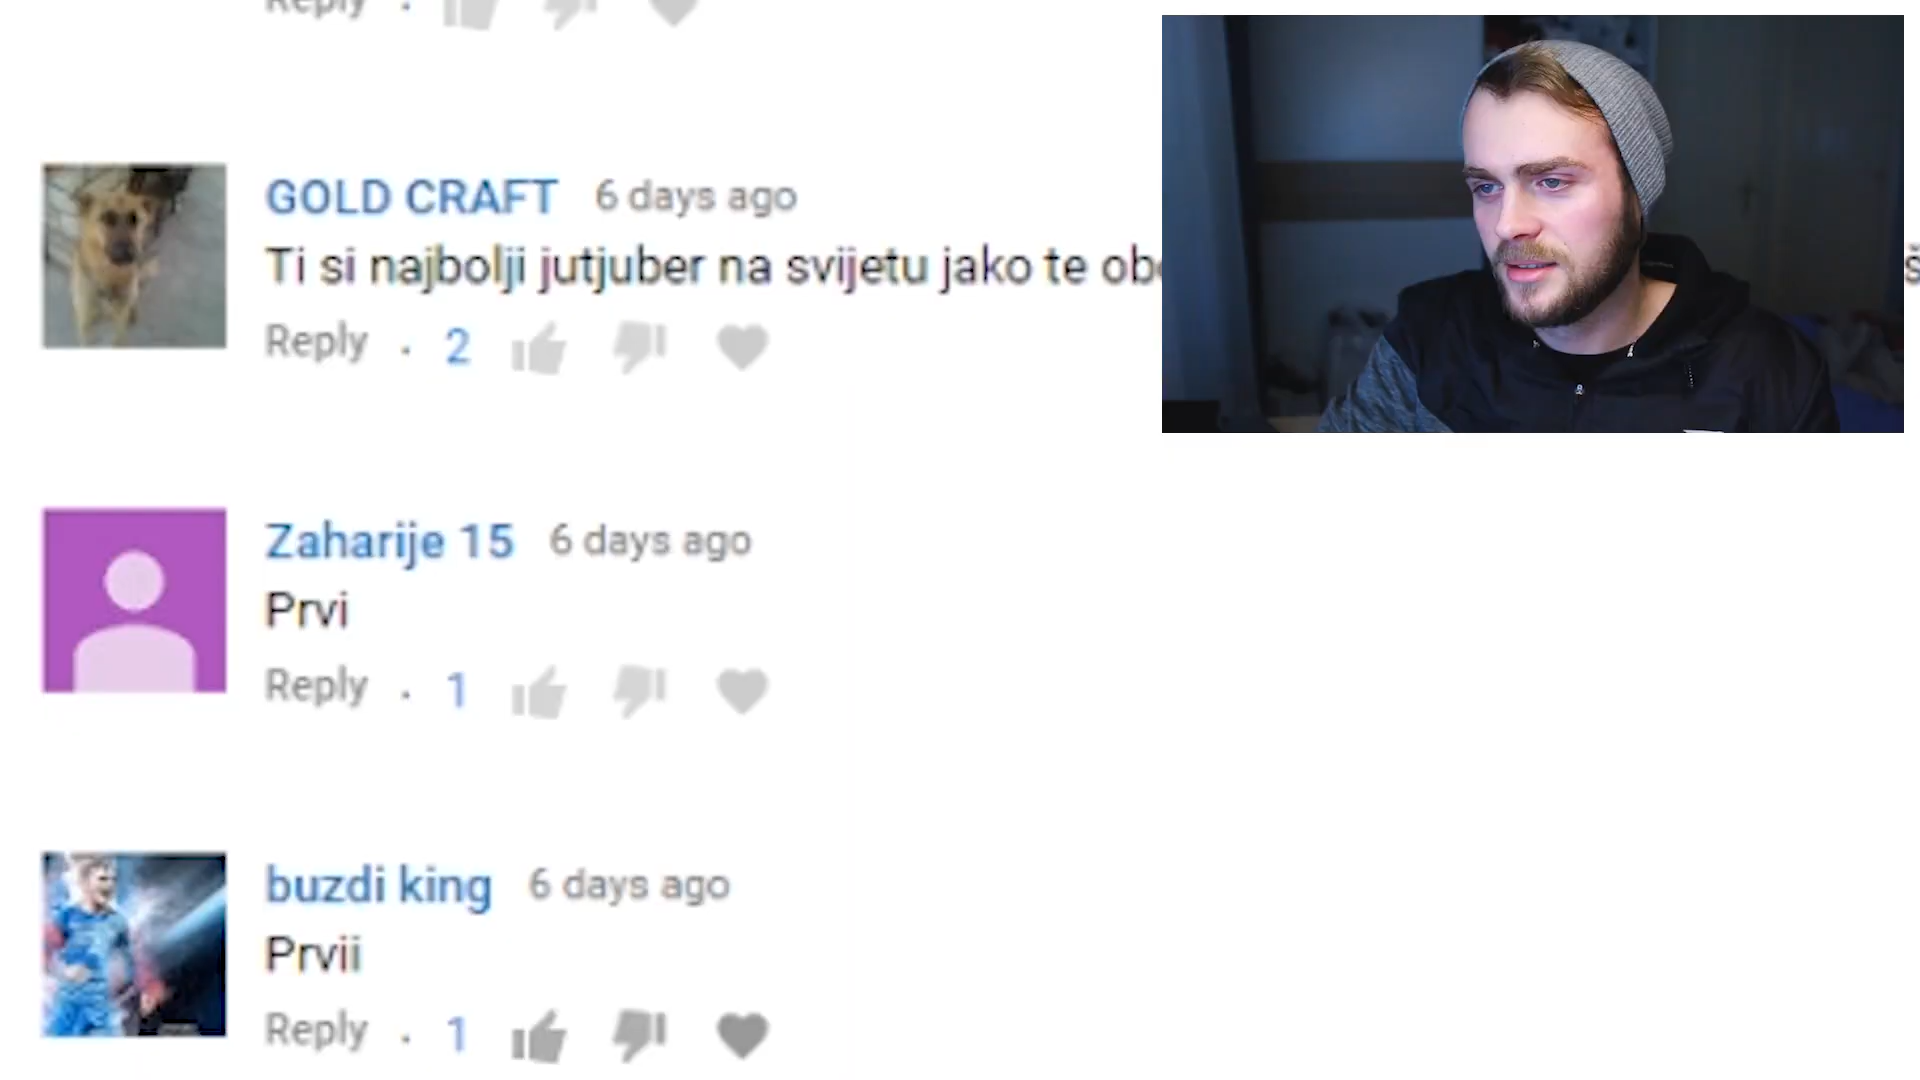 Reply
GOLD CRAFT 6 days ago
Ti si najbolji jutjuber na svijetu jako te
Reply . 2
Zaharije 15 6 days ago
Prvi
Reply . 1
buzdi king 6 days ago
Prvii
Reply . 1